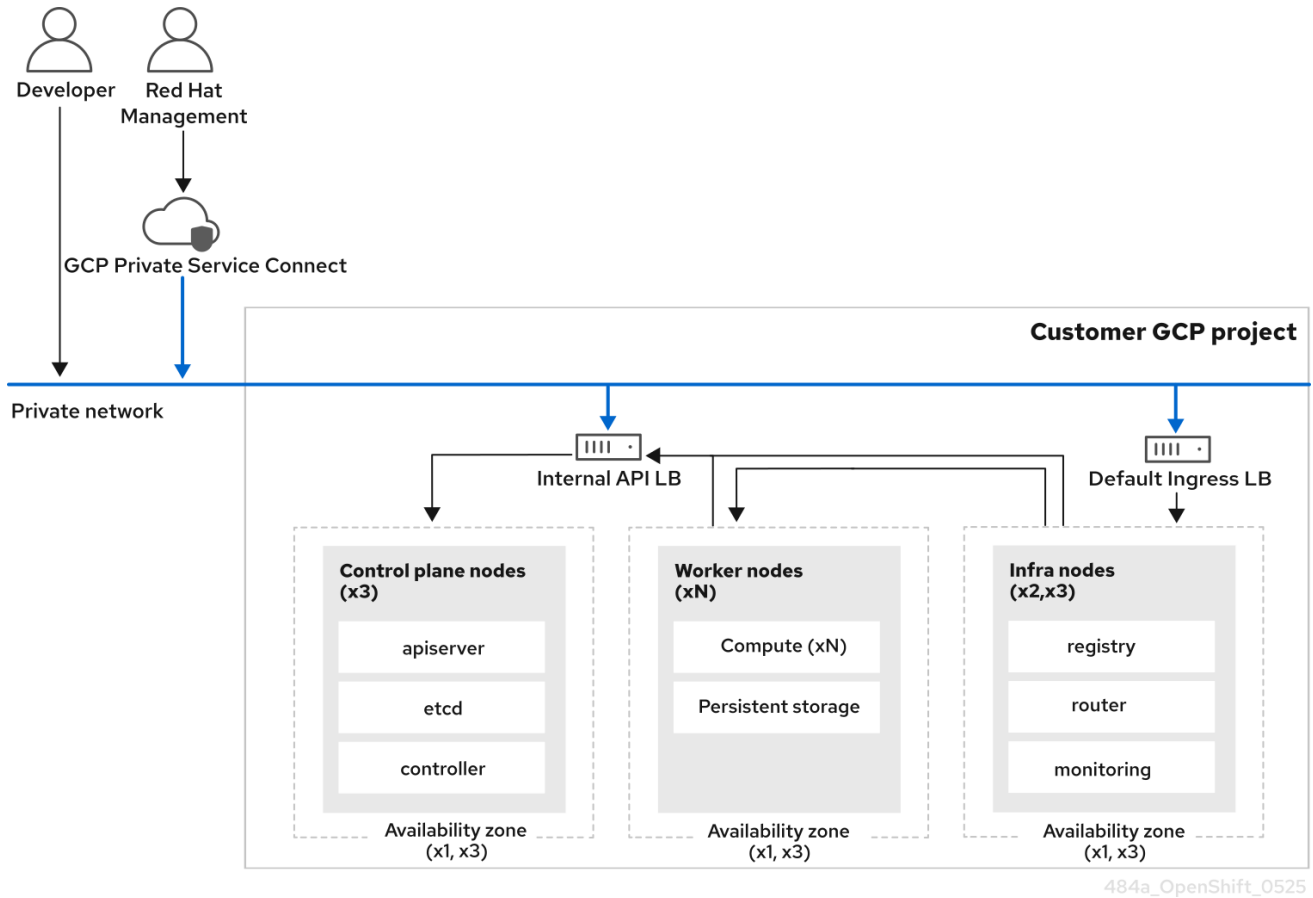 Developer
Red Hat
Management
GCP Private Service Connect
Customer GCP project
Private network
Internal API LB
Default Ingress LB
Control plane nodes
(x3)
apiserver
etcd
controller
Availability zone
(x1, x3)
Worker nodes
(xN)
Compute (xN)
Persistent storage
Availability zone
(x1, x3)
Infra nodes
(x2,x3)
registry
router
monitoring
Availability zone
(x1, x3)
484a_OpenShift_0525